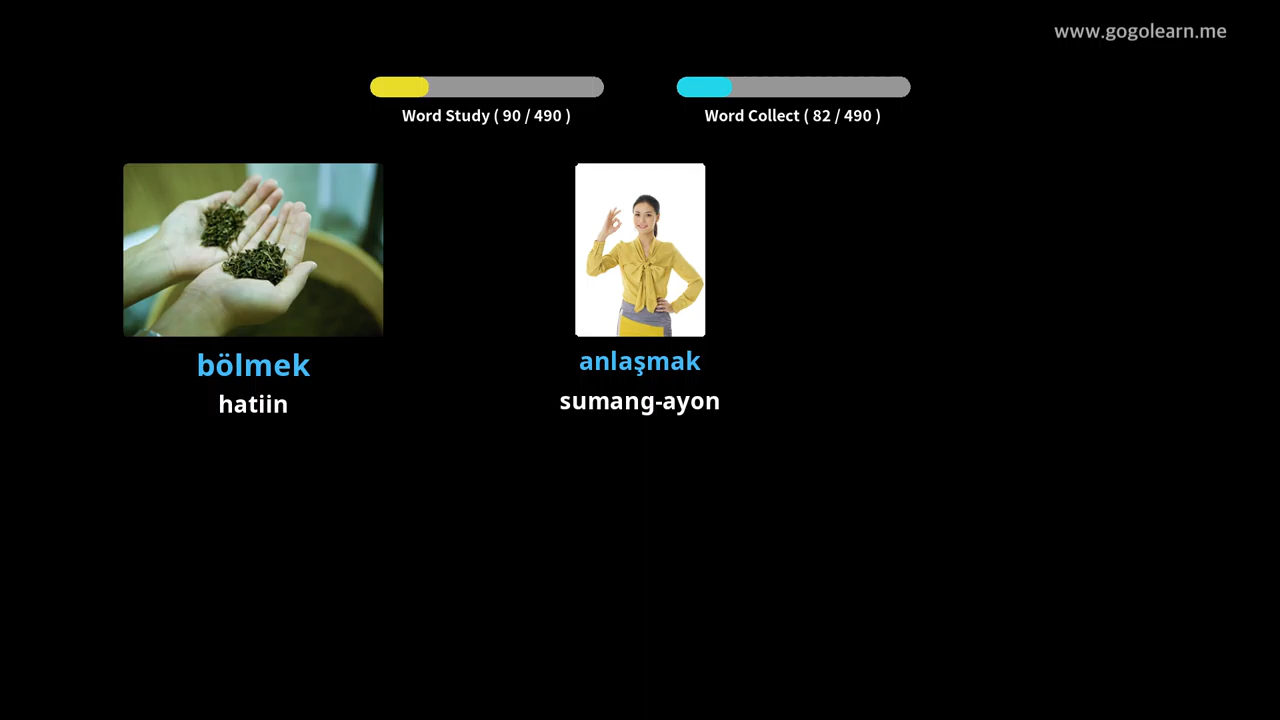 www.gogolearn.me
Word Study ( 90 / 490 )
Word Collect ( 82 / 490 )
bölmek
hatiin
anlaşmak
sumang-ayon